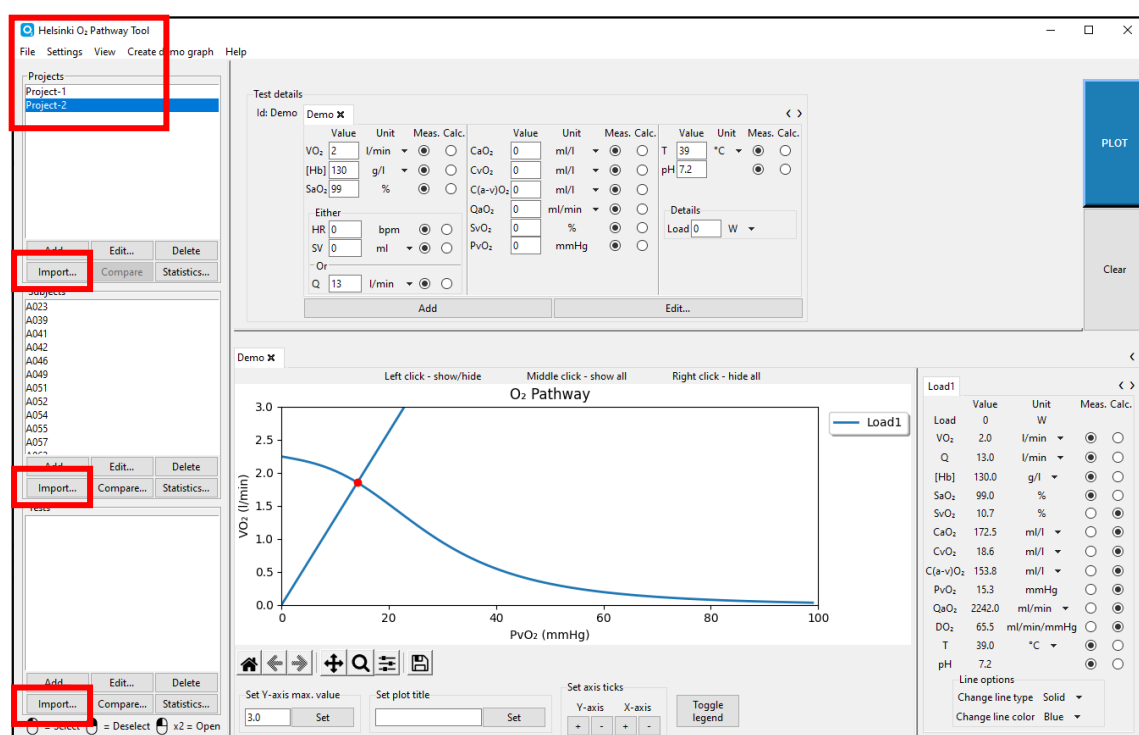 Helsinki O₂ Pathway Tool
File Settings View Create demo graph Help
Projects
Project-1
Project-2
Add... Edit... Delete
Import... Compare Statistics...
Subjects
A023
A039
A041
A042
A046
A049
A051
A052
A054
A055
A057
Add... Edit... Delete
Import... Compare... Statistics...
Tests
Add... Edit... Delete
Import... Compare... Statistics...
= Select = Deselect x2 = Open
Test details
Id: Demo Demo ✖ < >
Value Unit Meas. Calc. Value Unit Meas. Calc. Value Unit Meas. Calc.
VO₂ 2 l/min CaO₂ 0 ml/l T 39 °C
[Hb] 130 g/l CvO₂ 0 ml/l pH 7.2
SaO₂ 99 % C(a-v)O₂ 0 ml/l
Either QaO₂ 0 ml/min Details
HR 0 bpm SvO₂ 0 % Load 0 W
SV 0 ml PvO₂ 0 mmHg
Or
Q 13 l/min
Add Edit...
PLOT
Clear
Demo ✖ <
Left click - show/hide Middle click - show all Right click - hide all
O₂ Pathway
Load1
VO₂ (l/min)
3.0
2.5
2.0
1.5
1.0
0.5
0.0
0 20 40 60 80 100
PvO₂ (mmHg)
Set Y-axis max. value Set plot title Set axis ticks
3.0 Set Set Y-axis X-axis Toggle legend
+ - + -
Load1 < >
Value Unit Meas. Calc.
Load 0 W
VO₂ 2.0 l/min
Q 13.0 l/min
[Hb] 130.0 g/l
SaO₂ 99.0 %
SvO₂ 10.7 %
CaO₂ 172.5 ml/l
CvO₂ 18.6 ml/l
C(a-v)O₂ 153.8 ml/l
PvO₂ 15.3 mmHg
QaO₂ 2242.0 ml/min
DO₂ 65.5 ml/min/mmHg
T 39.0 °C
pH 7.2
Line options
Change line type Solid
Change line color Blue